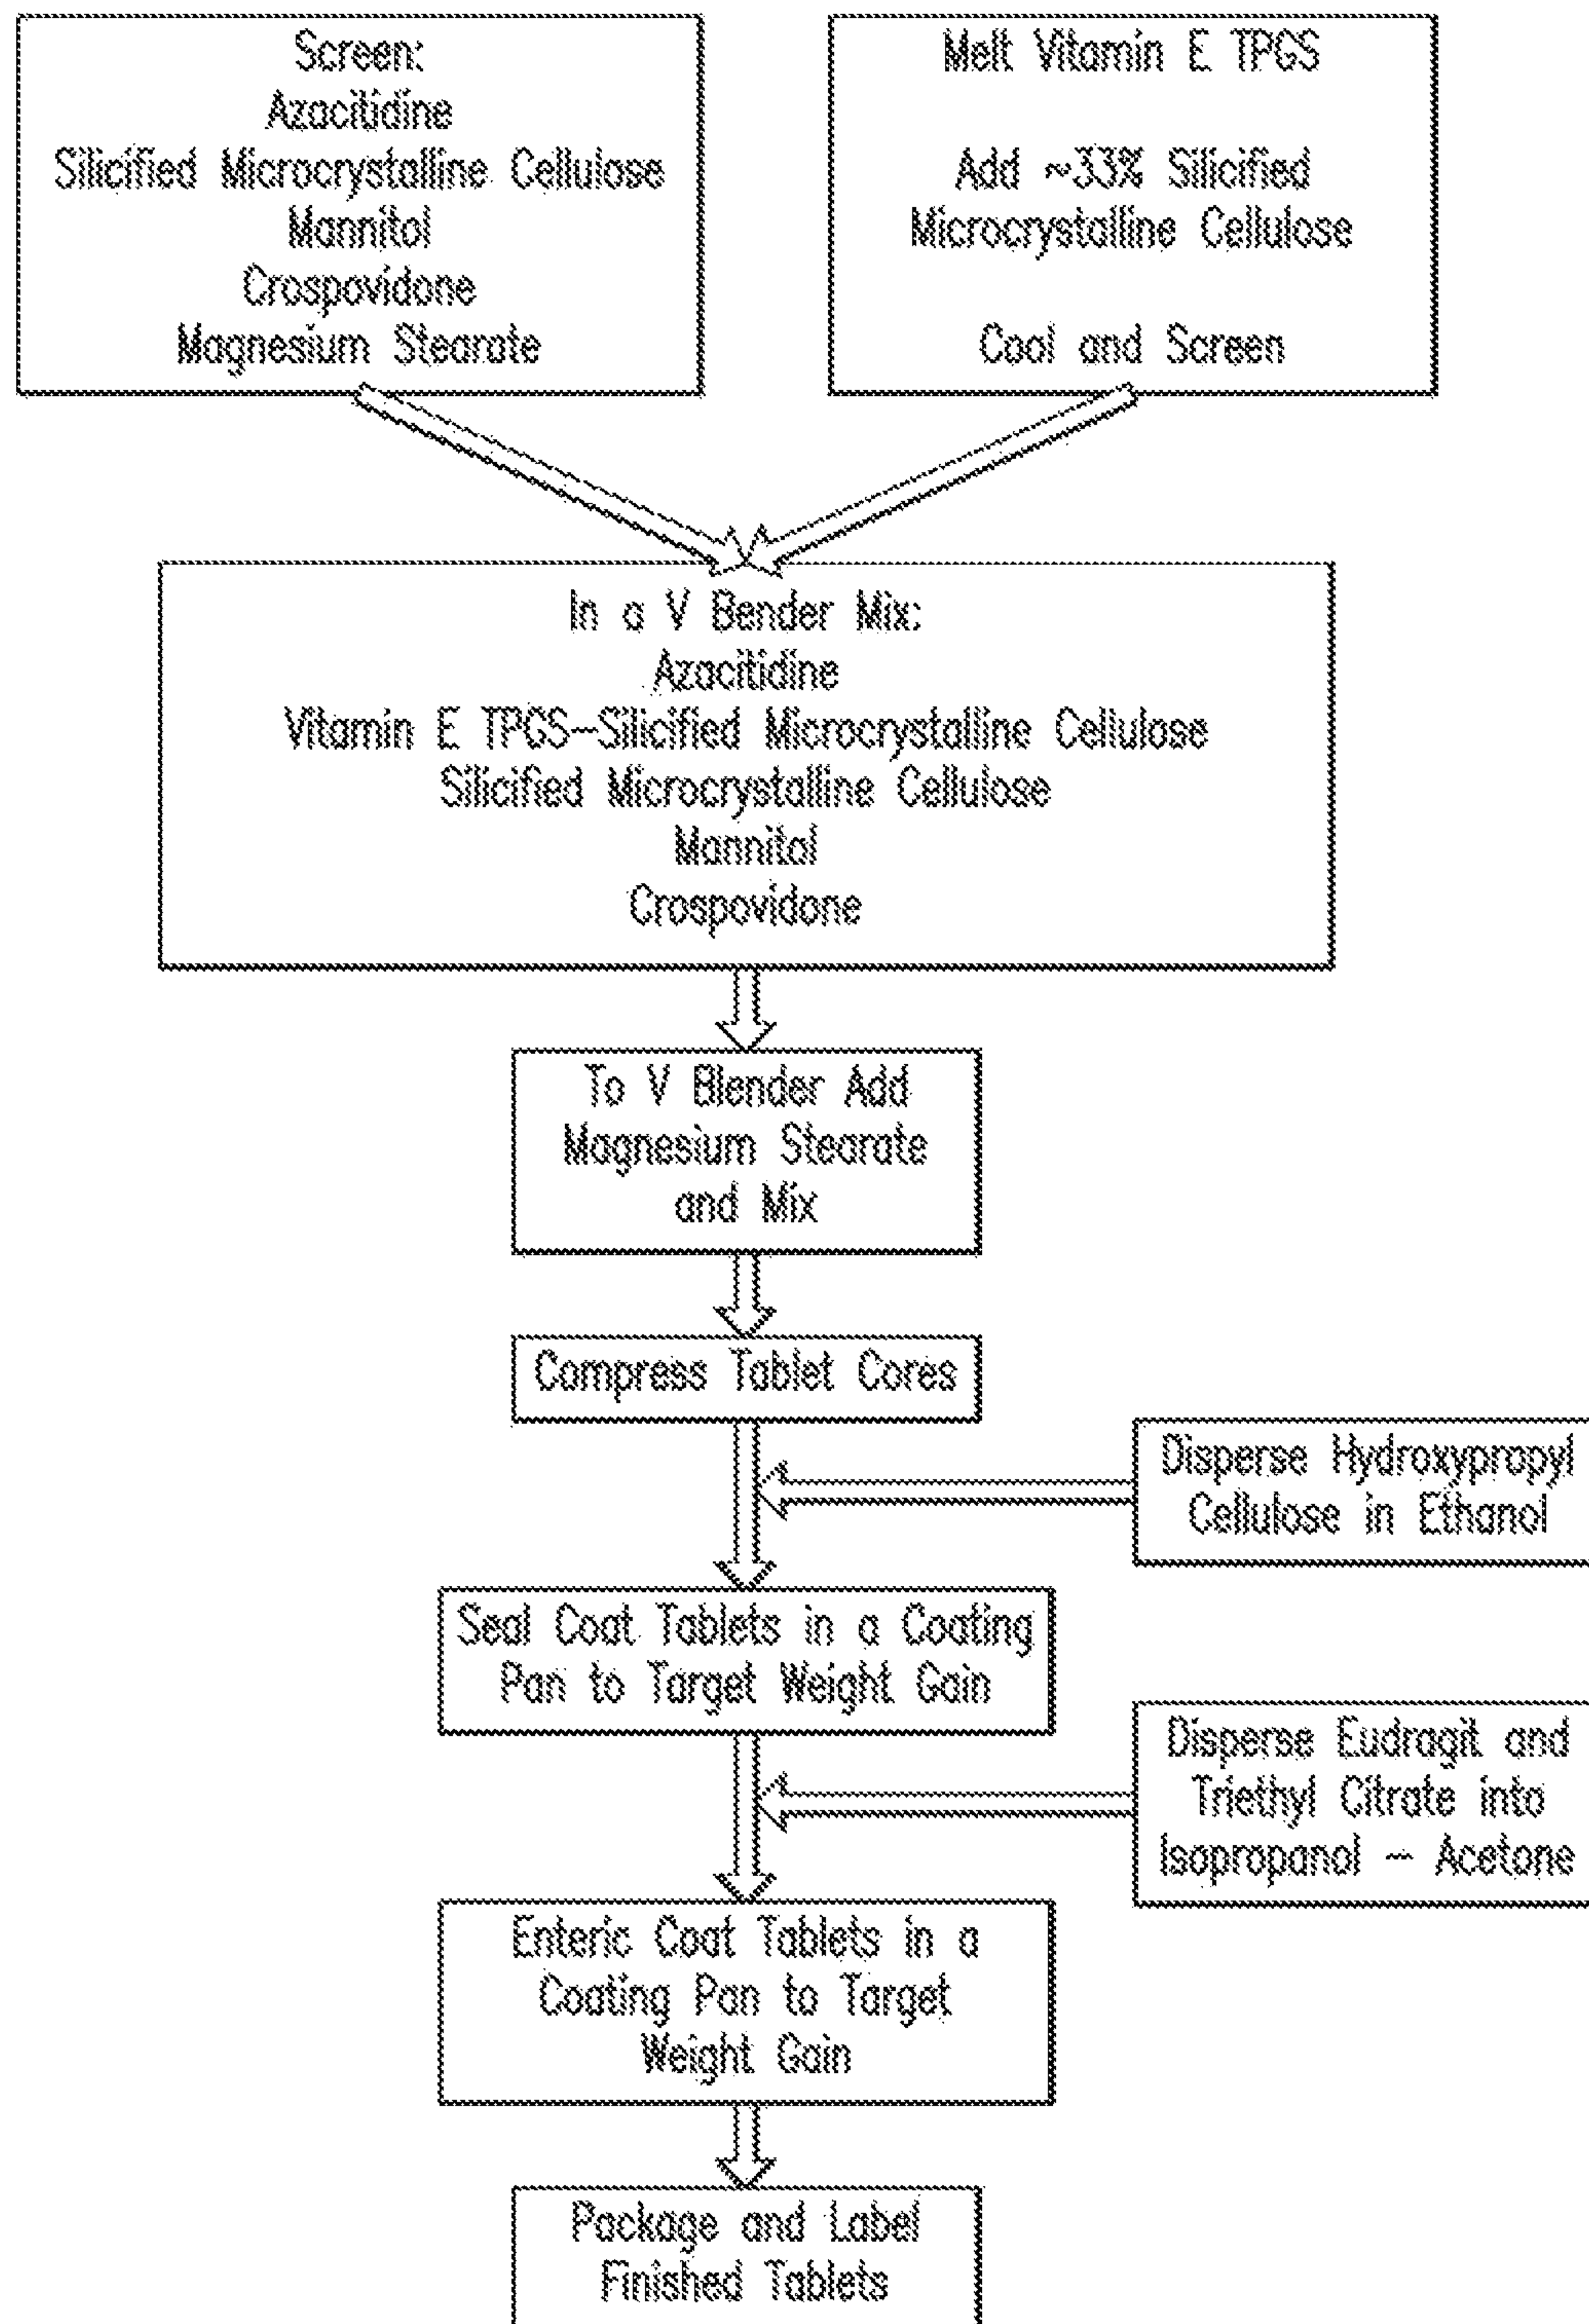 Screen:
Azacitidine
Silicified Microcrystalline Cellulose
Mannitol
Crospovidone
Magnesium Stearate
Melt Vitamin E TPGS
Add ~33% Silicified
Microcrystalline Cellulose
Cool and Screen
In a V Bender Mix:
Azacitidine
Vitamin E TPGS-Silicified Microcrystalline Cellulose
Silicified Microcrystalline Cellulose
Mannitol
Crospovidone
To V Blender Add
Magnesium Stearate
and Mix
Compress Tablet Cores
Disperse Hydroxypropyl
Cellulose in Ethanol
Seal Coat Tablets in a Coating
Pan to Target Weight Gain
Disperse Eudragit and
Triethyl Citrate into
Isopropanol - Acetone
Enteric Coat Tablets in a
Coating Pan to Target
Weight Gain
Package and Label
Finished Tablets